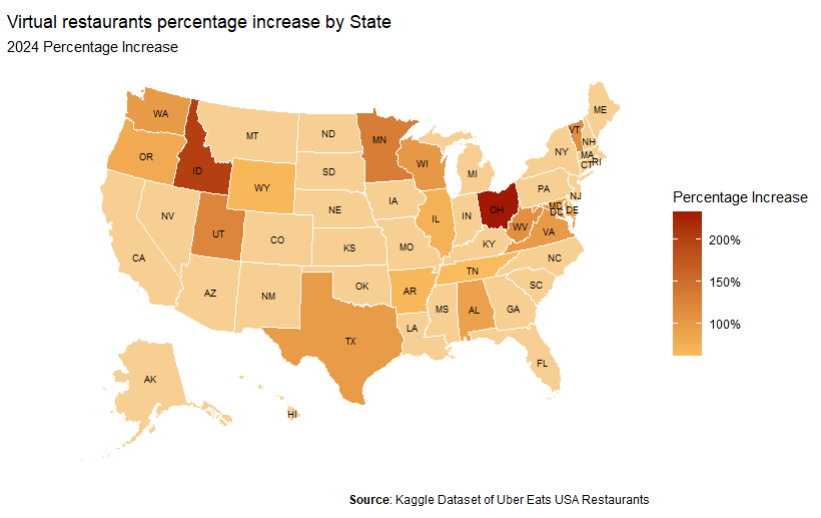 Virtual restaurants percentage increase by State
2024 Percentage Increase
ME
WA
VT
MT
ND
NH
MN
OR
MA
NY
WI
RI
CT
ID
SD
MI
WY
PA
NJ
IA
NE
OH
MD
DE
DC
IL
IN
NV
WV
UT
VA
CO
KY
KS
MO
CA
NC
TN
OK
SC
AR
AZ
NM
MS
AL
GA
LA
TX
FL
AK
HI
Percentage Increase
200%
150%
100%
Source: Kaggle Dataset of Uber Eats USA Restaurants